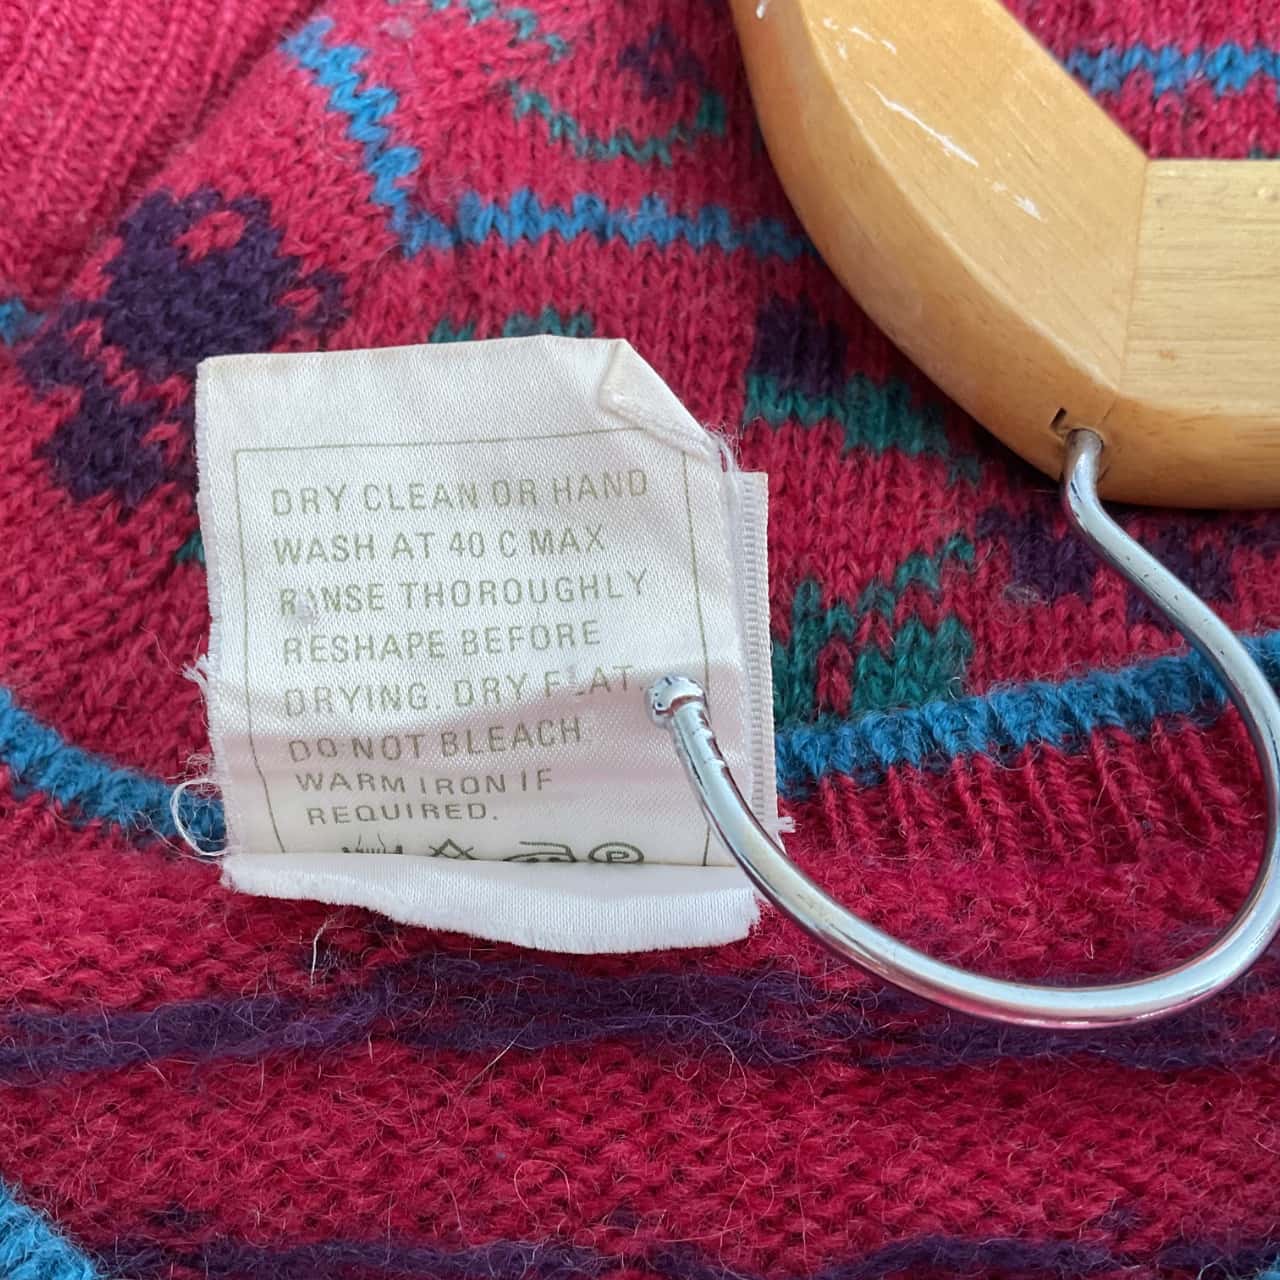 DRY CLEAN OR HAND
WASH AT 40 C MAX
RINSE THOROUGHLY
RESHAPE BEFORE
DRYING. DRY FLAT.
DO NOT BLEACH
WARM IRON IF
REQUIRED.
P